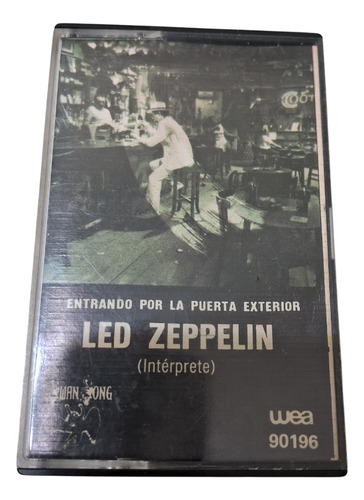 ENTRANDO POR LA PUERTA EXTERIOR
LED ZEPPELIN
(Intérprete)
SWAN SONG
wea
90196